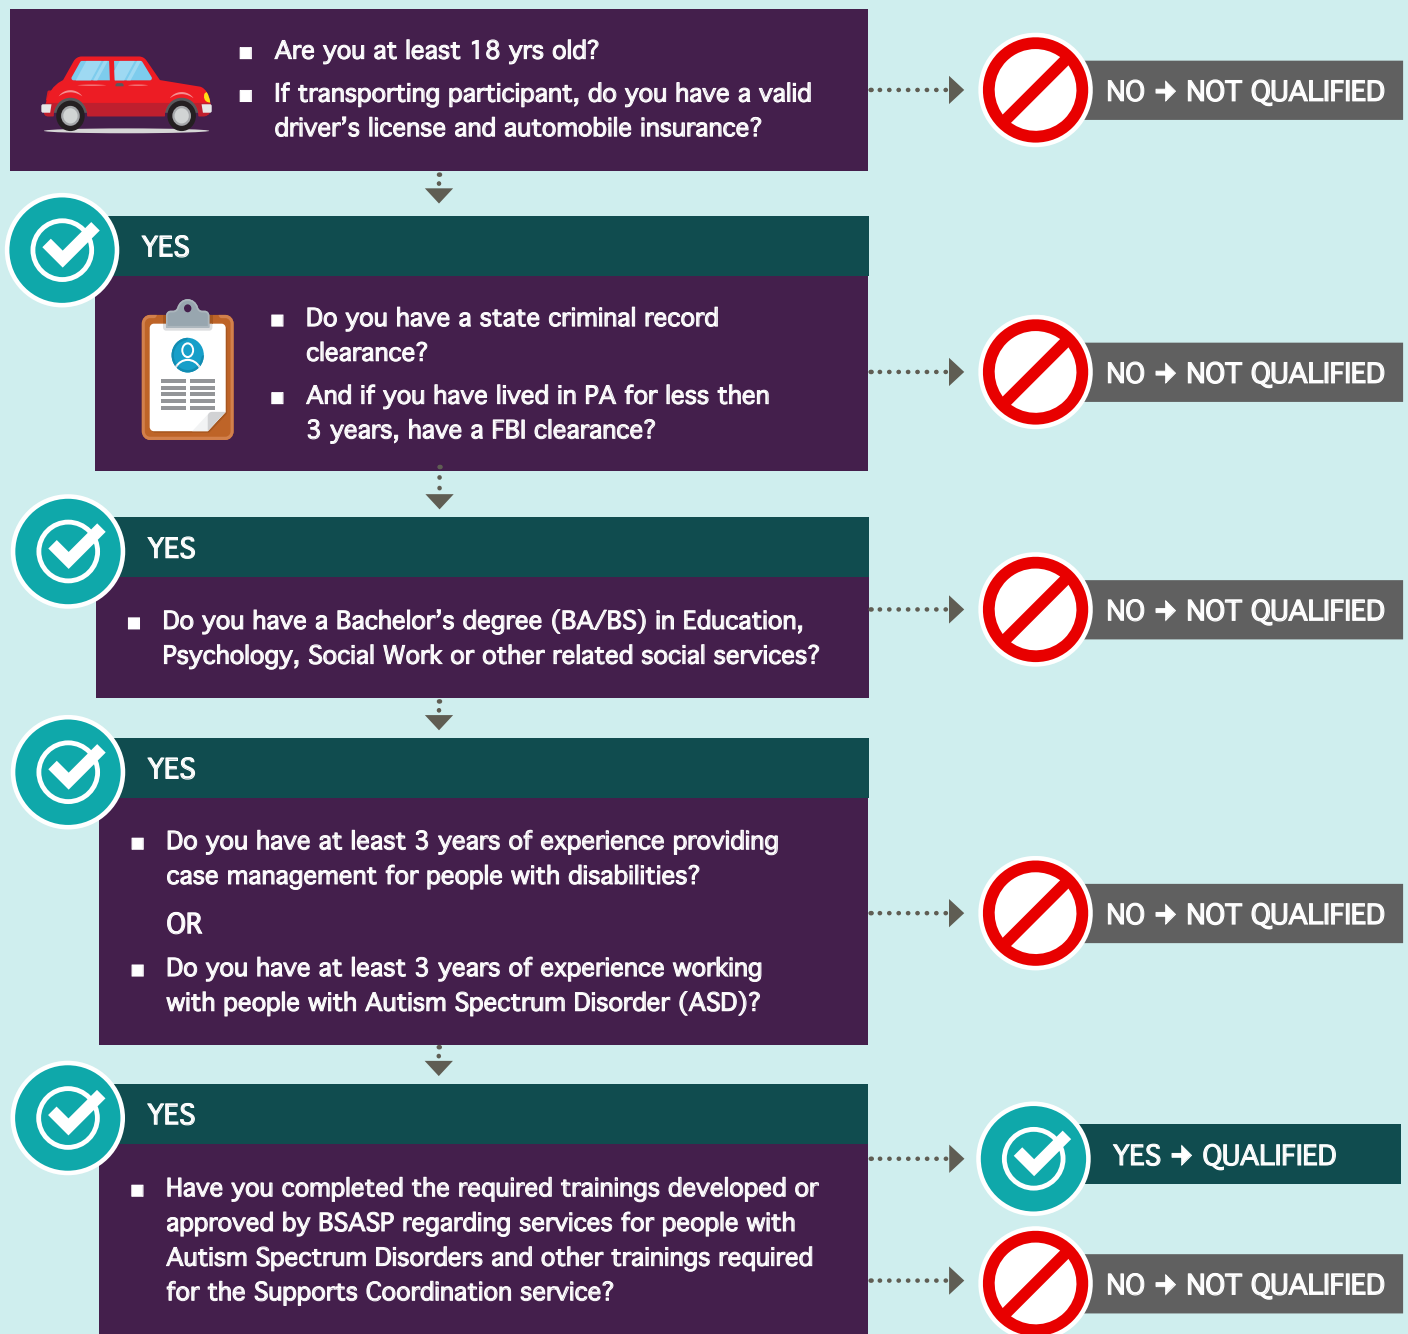 ■ Are you at least 18 yrs old?
■ If transporting participant, do you have a valid
driver’s license and automobile insurance?
NO → NOT QUALIFIED
YES
■ Do you have a state criminal record
clearance?
■ And if you have lived in PA for less then
3 years, have a FBI clearance?
NO → NOT QUALIFIED
YES
■ Do you have a Bachelor’s degree (BA/BS) in Education,
Psychology, Social Work or other related social services?
NO → NOT QUALIFIED
YES
■ Do you have at least 3 years of experience providing
case management for people with disabilities?
OR
■ Do you have at least 3 years of experience working
with people with Autism Spectrum Disorder (ASD)?
NO → NOT QUALIFIED
YES
■ Have you completed the required trainings developed or
approved by BSASP regarding services for people with
Autism Spectrum Disorders and other trainings required
for the Supports Coordination service?
YES → QUALIFIED
NO → NOT QUALIFIED